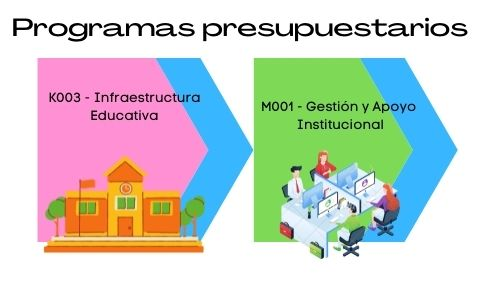 Programas presupuestarios
K003 - Infraestructura
Educativa
M001 - Gestión y Apoyo
Institucional